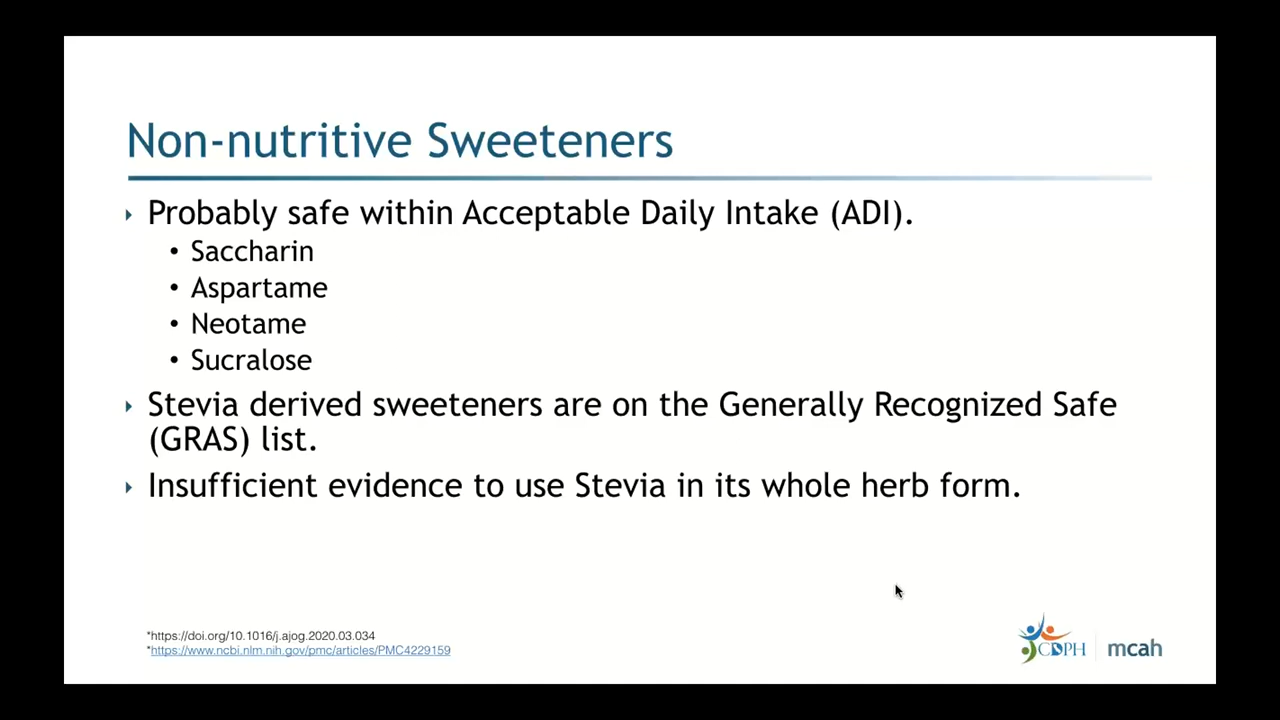 Non-nutritive Sweeteners
Probably safe within Acceptable Daily Intake (ADI).
• Saccharin
• Aspartame
• Neotame
• Sucralose
Stevia derived sweeteners are on the Generally Recognized Safe
(GRAS) list.
Insufficient evidence to use Stevia in its whole herb form.
*https://doi.org/10.1016/j.ajog.2020.03.034
*https://www.ncbi.nlm.nih.gov/pmc/articles/PMC4229159
CDPH mcah